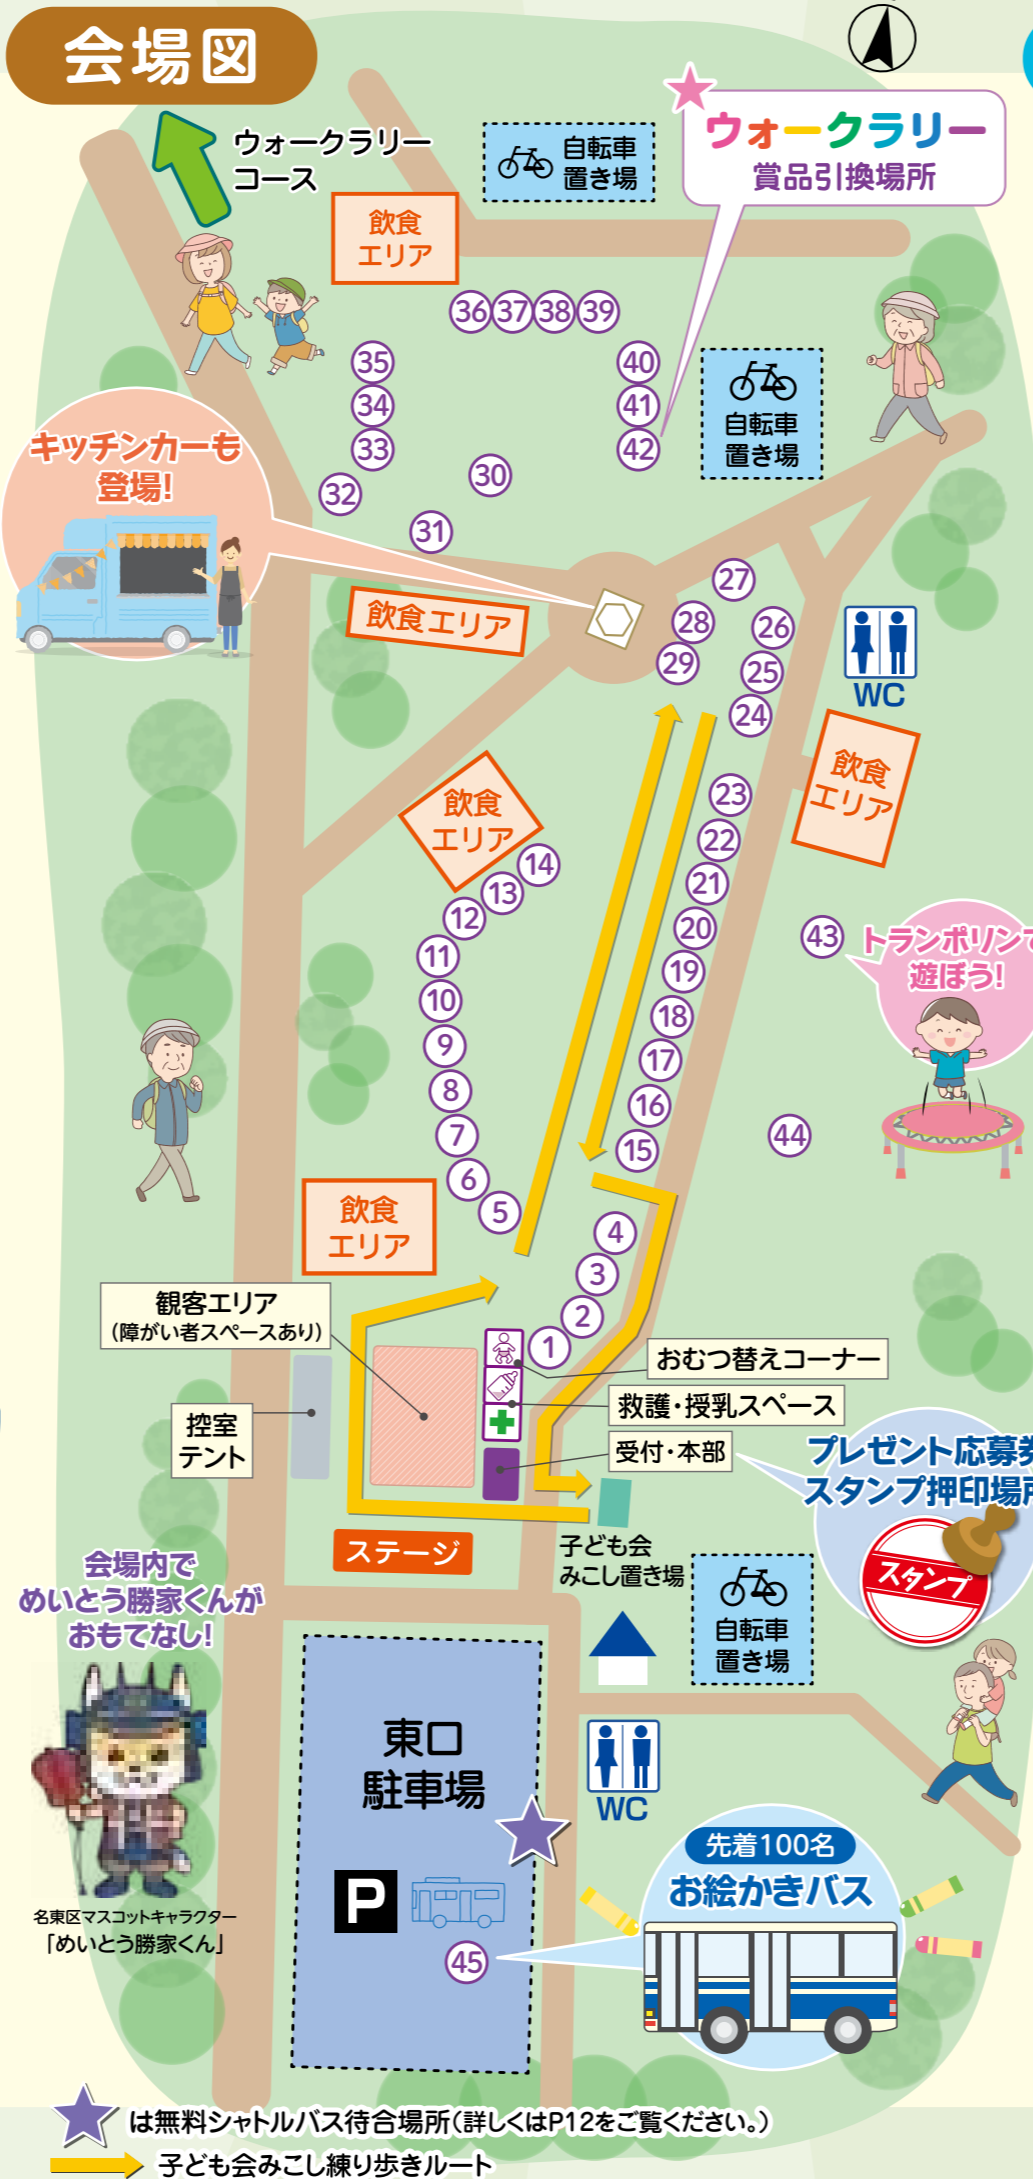 会場図
ウォークラリー
コース
自転車
置き場
ウォークラリー
賞品引換場所
飲食
エリア
36 37 38 39
35
34
33
32
31
30
40
41
42
自転車
置き場
キッチンカーも
登場!
飲食エリア
27
28
29
26
25
24
WC
飲食
エリア
飲食
エリア
23
22
21
20
19
18
17
16
15
14
13
12
11
10
9
8
7
6
5
43
トランポリンで
遊ぼう!
44
飲食
エリア
4
3
2
1
観客エリア
(障がい者スペースあり)
おむつ替えコーナー
救護・授乳スペース
受付・本部
控室
テント
プレゼント応募券
スタンプ押印場所
スタンプ
ステージ
子ども会
みこし置き場
自転車
置き場
会場内で
めいとう勝家くんが
おもてなし!
名東区マスコットキャラクター
「めいとう勝家くん」
東口
駐車場
P
WC
45
先着100名
お絵かきバス
は無料シャトルバス待合場所(詳しくはP12をご覧ください。)
子ども会みこし練り歩きルート